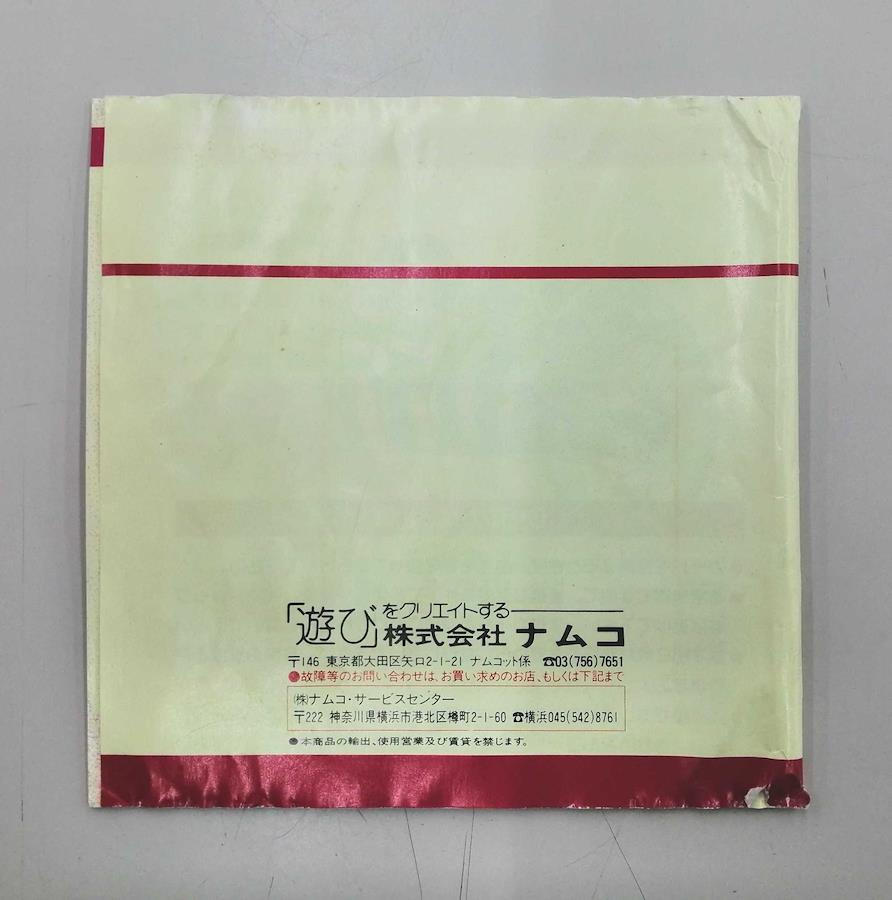 「遊び」をクリエイトする
株式会社 ナムコ
〒146 東京都大田区矢口2-1-21 ナムコット係 ☎03(756)7651
●故障等のお問い合わせは、お買い求めのお店、もしくは下記まで
㈱ナムコ・サービスセンター
〒222 神奈川県横浜市港北区樽町2-1-60 ☎横浜045(542)8761
●本商品の輸出、使用営業及び賃貸を禁じます。